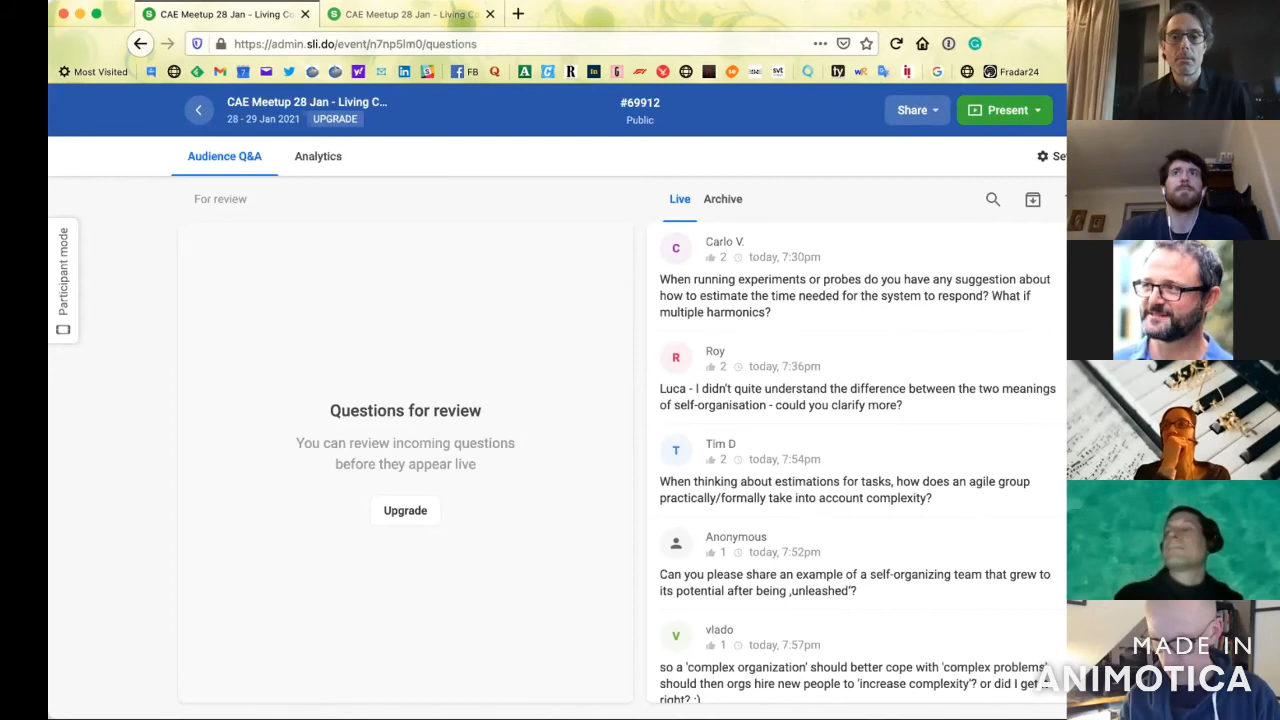 CAE Meetup 28 Jan - Living Co
CAE Meetup 28 Jan - Living Co
https://admin.sli.do/event/n7np5lm0/questions
Most Visited
FB
Fradar24
CAE Meetup 28 Jan - Living C...
28 - 29 Jan 2021 UPGRADE
#69912
Public
Share
Present
Audience Q&A
Analytics
Se
Participant mode
For review
Questions for review
You can review incoming questions
before they appear live
Upgrade
Live
Archive
C
Carlo V.
2 today, 7:30pm
When running experiments or probes do you have any suggestion about
how to estimate the time needed for the system to respond? What if
multiple harmonics?
R
Roy
2 today, 7:36pm
Luca - I didn't quite understand the difference between the two meanings
of self-organisation - could you clarify more?
T
Tim D
2 today, 7:54pm
When thinking about estimations for tasks, how does an agile group
practically/formally take into account complexity?
Anonymous
1 today, 7:52pm
Can you please share an example of a self-organizing team that grew to
its potential after being ‚unleashed'?
V
vlado
1 today, 7:57pm
so a 'complex organization' should better cope with 'complex problems'
should then orgs hire new people to 'increase complexity'? or did I get
right? :)
MADE IN
ANIMOTICA